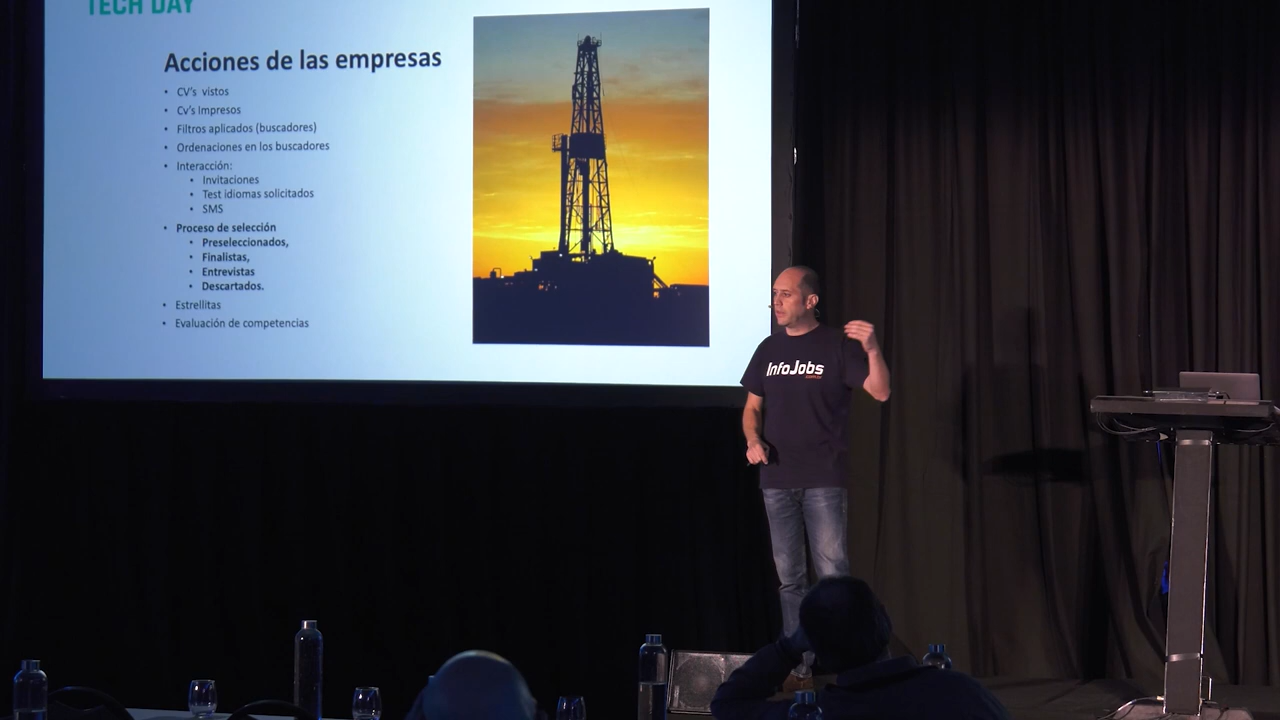 TECH DAY
Acciones de las empresas
• CV's vistos
• Cv's Impresos
• Filtros aplicados (buscadores)
• Ordenaciones en los buscadores
• Interacción:
• Invitaciones
• Test idiomas solicitados
• SMS
• Proceso de selección
• Preseleccionados,
• Finalistas,
• Entrevistas
• Descartados.
• Estrellitas
• Evaluación de competencias
InfoJobs